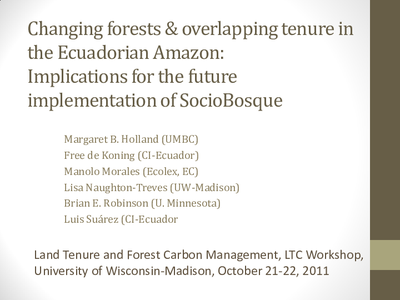 Changing forests & overlapping tenure in
the Ecuadorian Amazon:
Implications for the future
implementation of SocioBosque
Margaret B. Holland (UMBC)
Free de Koning (CI-Ecuador)
Manolo Morales (Ecolex, EC)
Lisa Naughton-Treves (UW-Madison)
Brian E. Robinson (U. Minnesota)
Luis Suárez (CI-Ecuador
Land Tenure and Forest Carbon Management, LTC Workshop,
University of Wisconsin-Madison, October 21-22, 2011